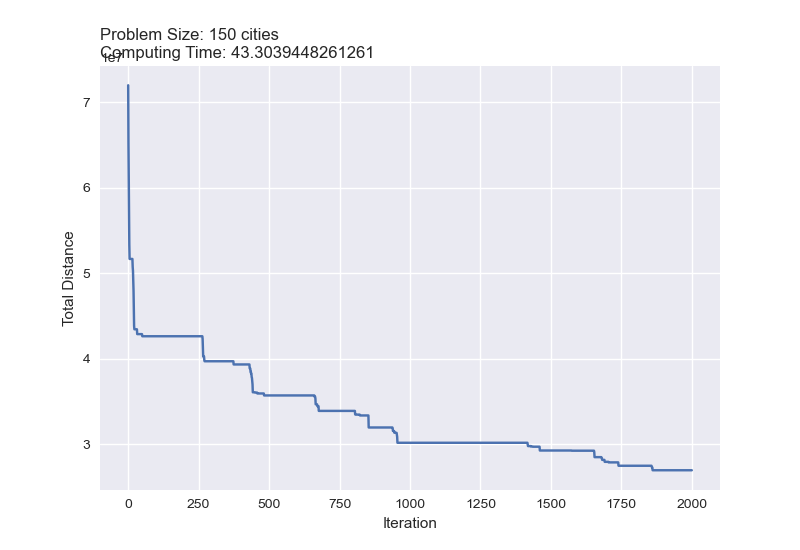 Problem Size: 150 cities
Computing Time: 43.3039448261261
1e7
7
6
5
4
3
Total Distance
0 250 500 750 1000 1250 1500 1750 2000
Iteration